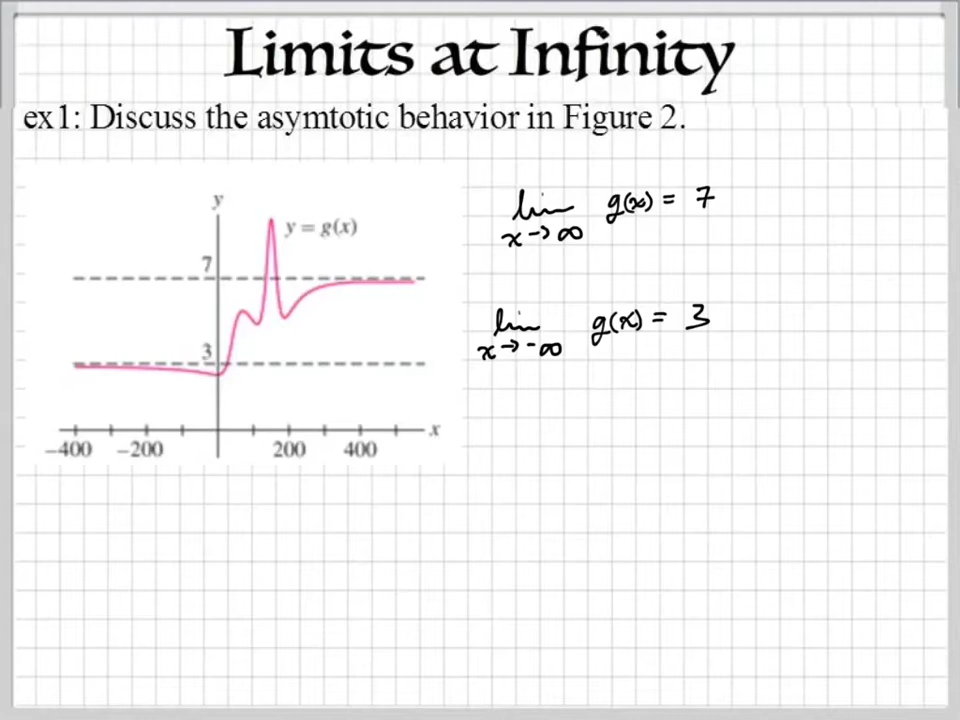 Limits at Infinity
ex1: Discuss the asymtotic behavior in Figure 2.
y
y = g(x)
7
3
x
-400 -200 200 400
lim g(x) = 7
x→∞
lim g(x) = 3
x→-∞